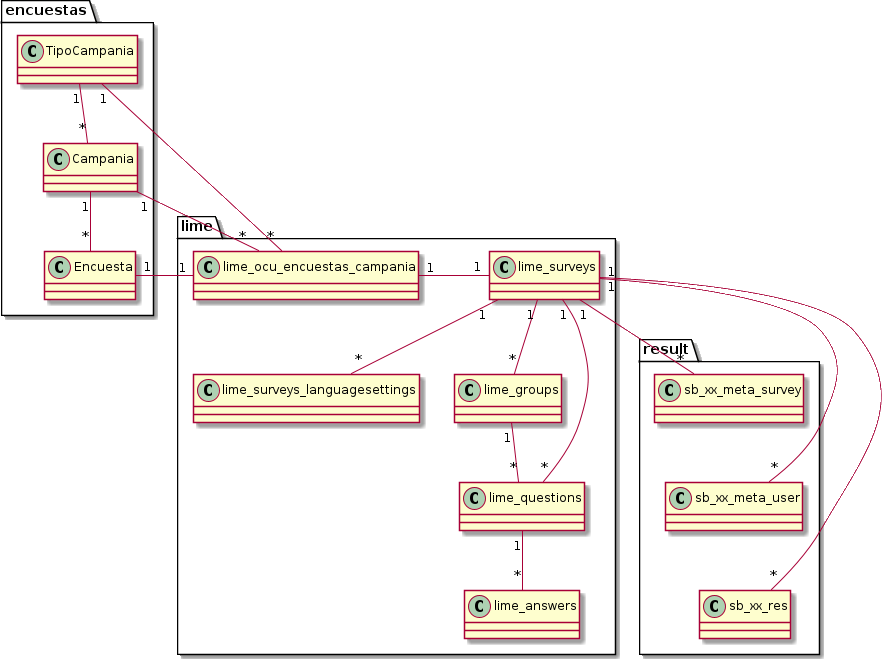 encuestas
C TipoCampania
1 1
*
C Campania
1 1
* * *
lime
C Encuesta
1 1
C lime_ocu_encuestas_campania
1 1
C lime_surveys
1
1
1 1 1 1
result
* * *
C lime_surveys_languagesettings
C lime_groups
C sb_xx_meta_survey
1
* * *
C lime_questions
C sb_xx_meta_user
1
* *
C lime_answers
C sb_xx_res